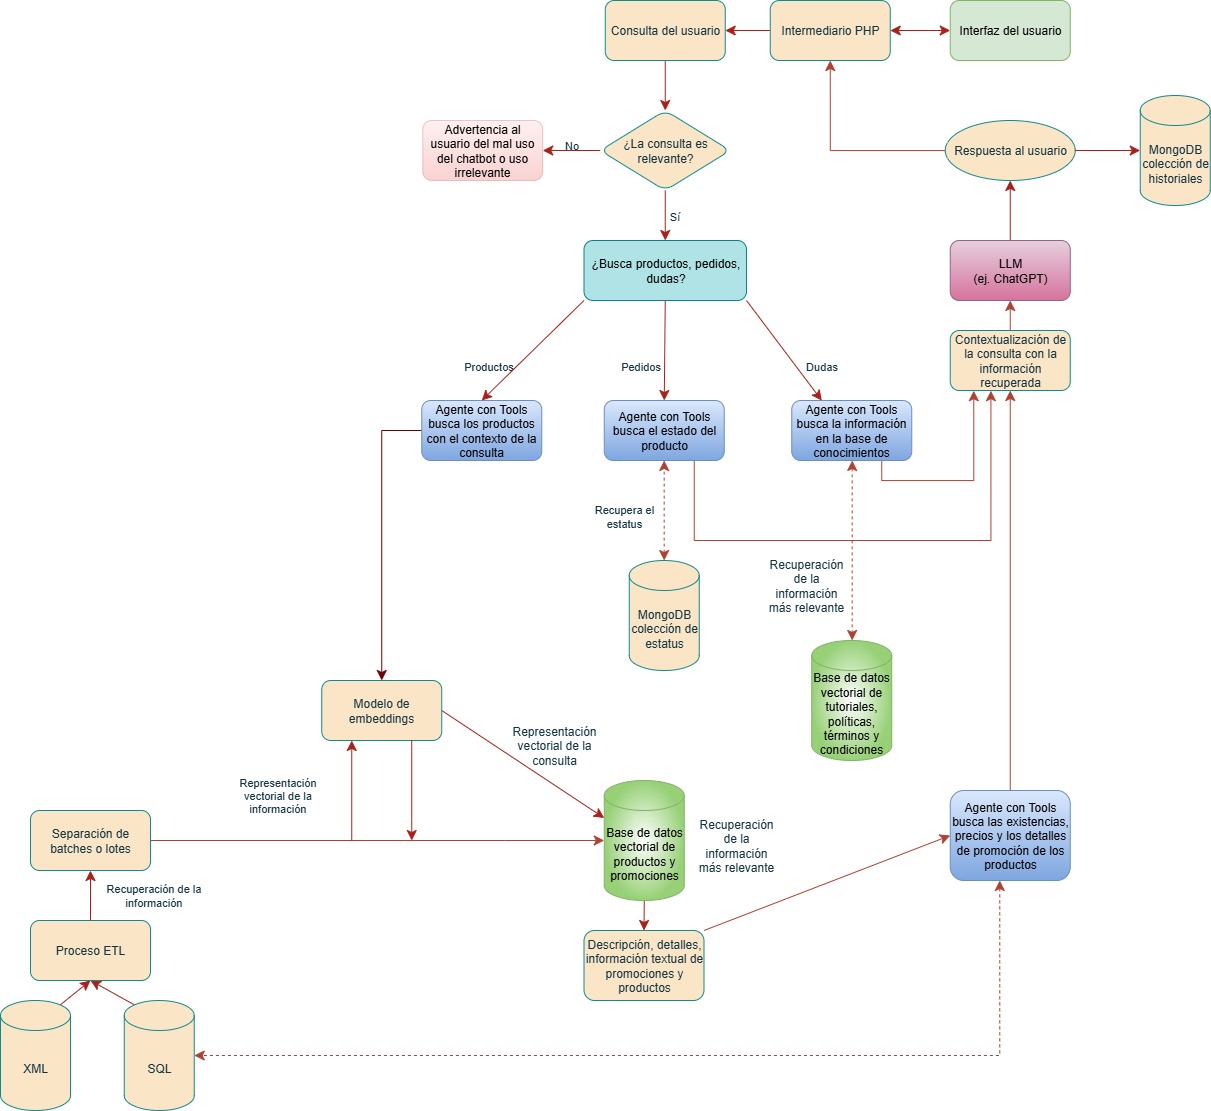 Consulta del usuario
Intermediario PHP
Interfaz del usuario
Advertencia al
usuario del mal uso
del chatbot o uso
irrelevante
No
¿La consulta es
relevante?
Respuesta al usuario
MongoDB
colección de
historiales
Sí
¿Busca productos, pedidos,
dudas?
LLM
(ej. ChatGPT)
Contextualización de
la consulta con la
información
recuperada
Productos
Pedidos
Dudas
Agente con Tools
busca los productos
con el contexto de la
consulta
Agente con Tools
busca el estado del
producto
Agente con Tools
busca la información
en la base de
conocimientos
Recupera el
estatus
Recuperación
de la
información
más relevante
MongoDB
colección de
estatus
Base de datos
vectorial de
tutoriales,
políticas,
términos y
condiciones
Modelo de
embeddings
Representación
vectorial de la
consulta
Representación
vectorial de la
información
Separación de
batches o lotes
Base de datos
vectorial de
productos y
promociones
Recuperación
de la
información
más relevante
Agente con Tools
busca las existencias,
precios y los detalles
de promoción de los
productos
Recuperación de la
información
Proceso ETL
Descripción, detalles,
información textual de
promociones y
productos
XML
SQL